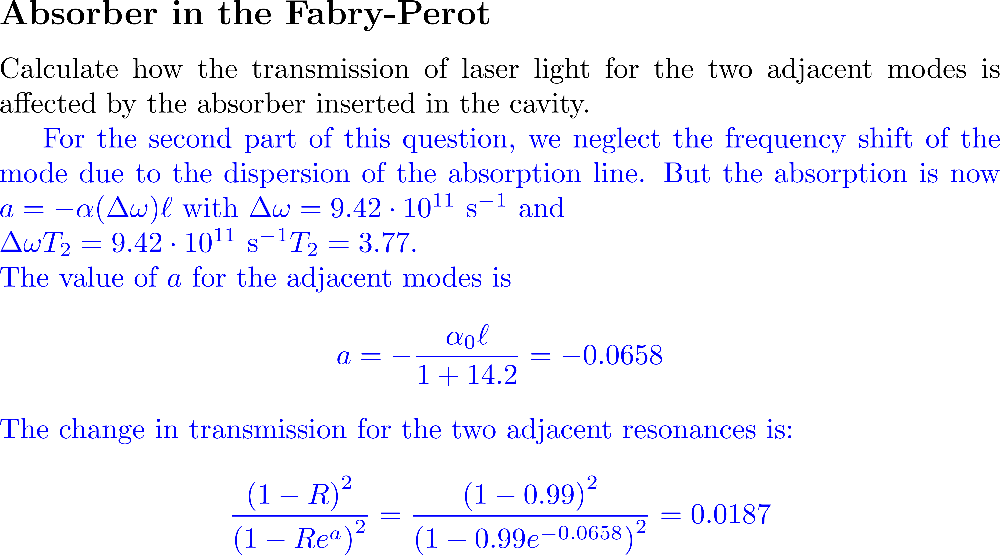 Absorber in the Fabry-Perot
Calculate how the transmission of laser light for the two adjacent modes is
affected by the absorber inserted in the cavity.
For the second part of this question, we neglect the frequency shift of the
mode due to the dispersion of the absorption line. But the absorption is now
$a = -\alpha(\Delta\omega)\ell$ with $\Delta\omega = 9.42 \cdot 10^{11}\ \mathrm{s}^{-1}$ and
$\Delta\omega T_2 = 9.42 \cdot 10^{11}\ \mathrm{s}^{-1} T_2 = 3.77.$
The value of $a$ for the adjacent modes is
$a = -\frac{\alpha_0 \ell}{1 + 14.2} = -0.0658$
The change in transmission for the two adjacent resonances is:
$\frac{(1 - R)^2}{(1 - Re^a)^2} = \frac{(1 - 0.99)^2}{(1 - 0.99e^{-0.0658})^2} = 0.0187$